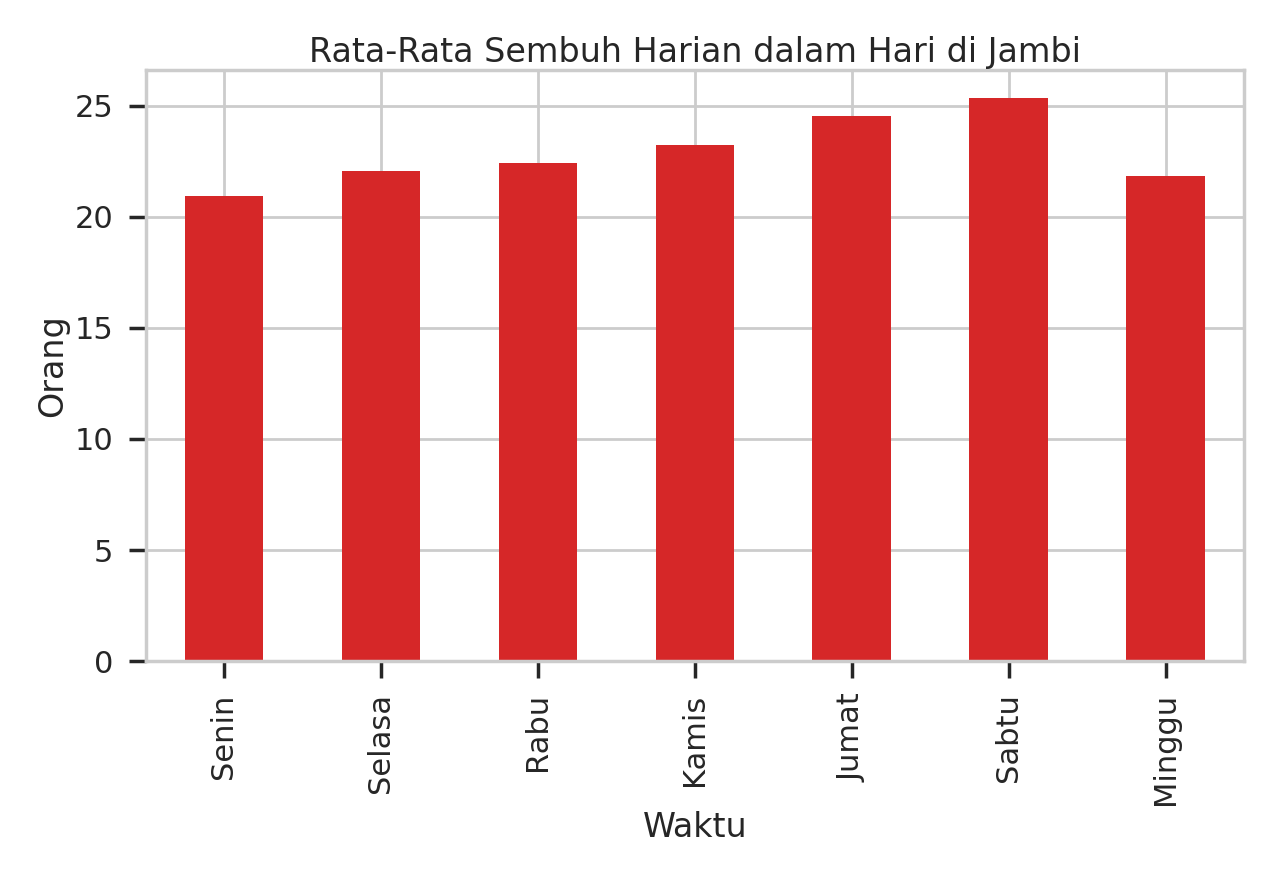 Rata-Rata Sembuh Harian dalam Hari di Jambi
25
20
15
10
5
0
Orang
Senin
Selasa
Rabu
Kamis
Jumat
Sabtu
Minggu
Waktu